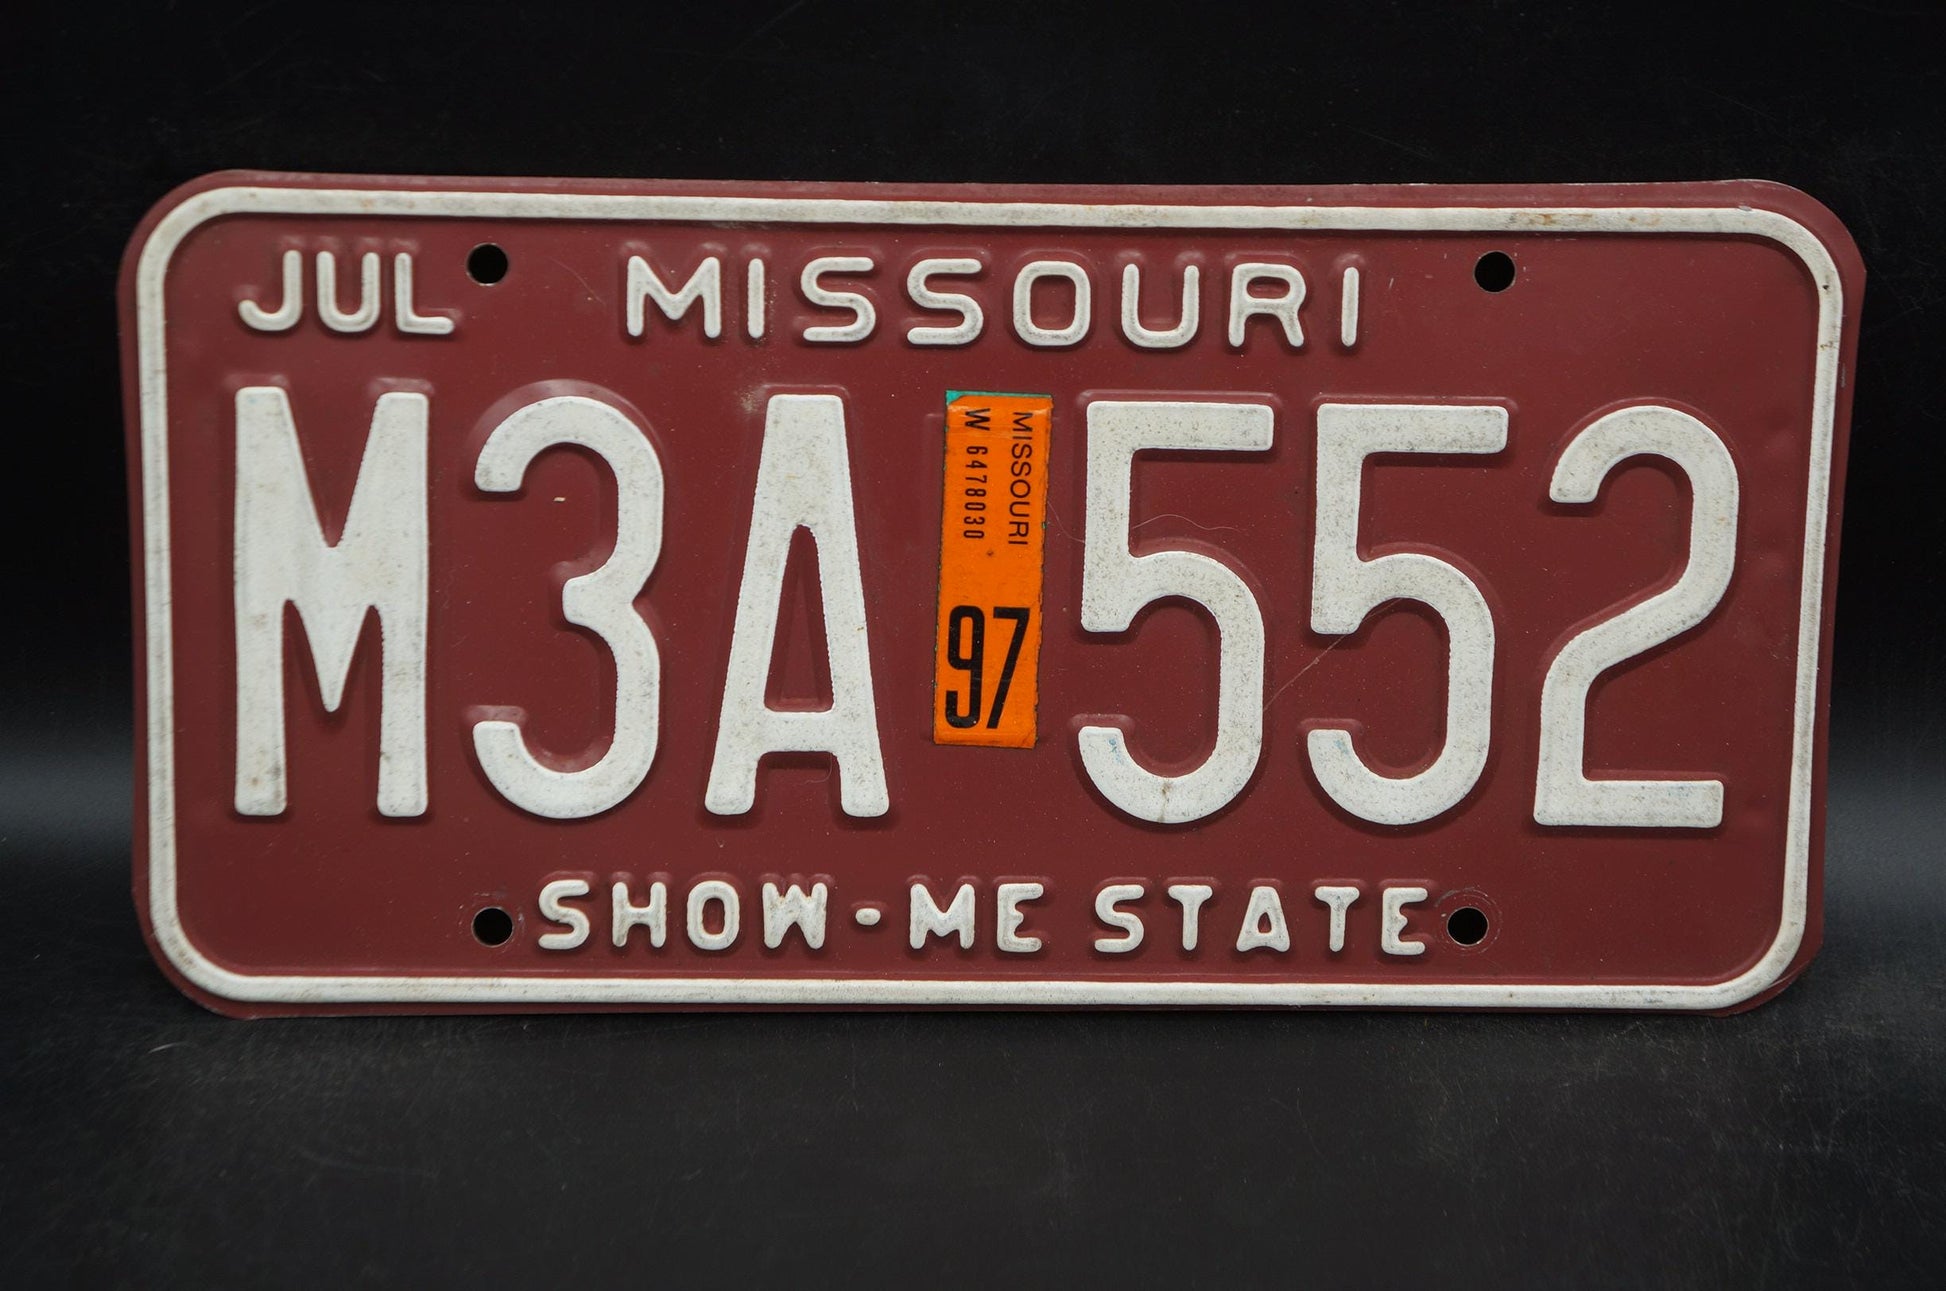 JUL MISSOURI
M3A 552
MISSOURI
W 6478030
97
SHOW-ME STATE